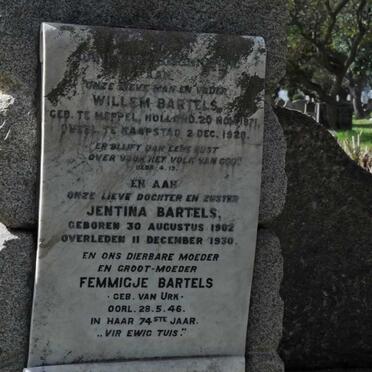 AAN
ONZE LIEVE MAN EN VADER
WILLEM BARTELS,
GEB. TE MEPPEL, HOLLAND. 20 NOV. 1871,
OVERL. TE KAAPSTAD 2 DEC. 1928.
"ER BLIJFT DAN EENE RUST
OVER VOOR HET VOLK VAN GOD."
HEBR. 4. 19.
EN AAN
ONZE LIEVE DOCHTER EN ZUSTER
JENTINA BARTELS,
GEBOREN 30 AUGUSTUS 1902
OVERLEDEN 11 DECEMBER 1930.
EN ONS DIERBARE MOEDER
EN GROOT-MOEDER
FEMMIGJE BARTELS
· GEB. VAN URK ·
OORL. 28.5.46.
IN HAAR 74STE JAAR.
„VIR EWIG TUIS."